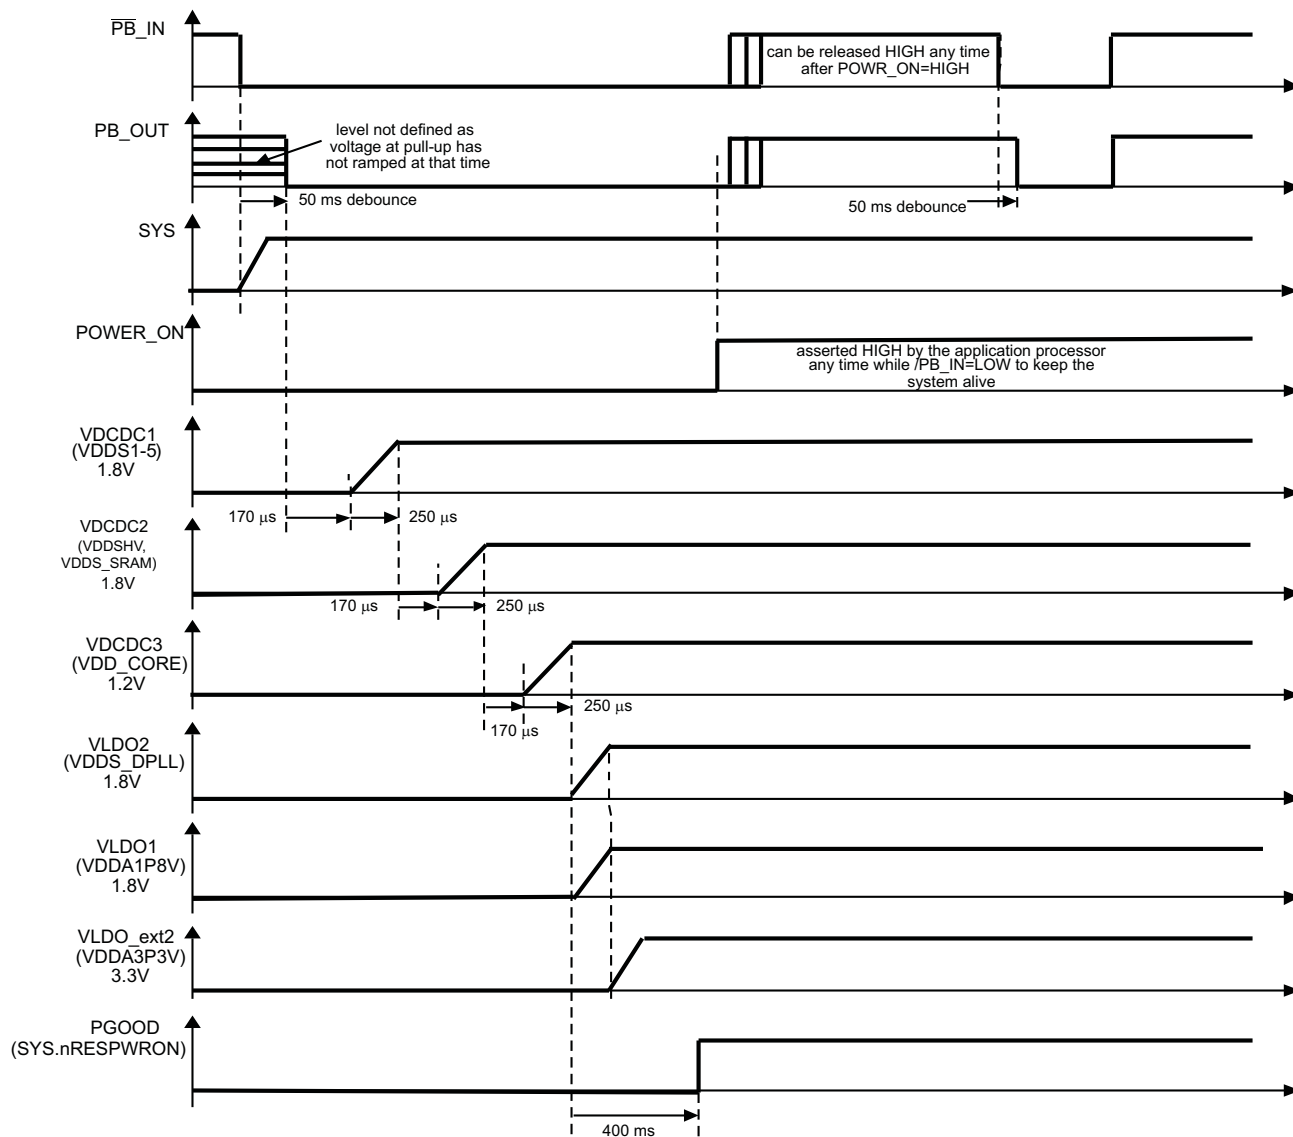 PB_IN
can be released HIGH any time
after POWR_ON=HIGH
PB_OUT
level not defined as
voltage at pull-up has
not ramped at that time
50 ms debounce
50 ms debounce
SYS
POWER_ON
asserted HIGH by the application processor
any time while /PB_IN=LOW to keep the
system alive
VDCDC1
(VDDS1-5)
1.8V
170 μs
250 μs
VDCDC2
(VDDSHV,
VDDS_SRAM)
1.8V
170 μs
250 μs
VDCDC3
(VDD_CORE)
1.2V
250 μs
170 μs
VLDO2
(VDDS_DPLL)
1.8V
VLDO1
(VDDA1P8V)
1.8V
VLDO_ext2
(VDDA3P3V)
3.3V
PGOOD
(SYS.nRESPWRON)
400 ms